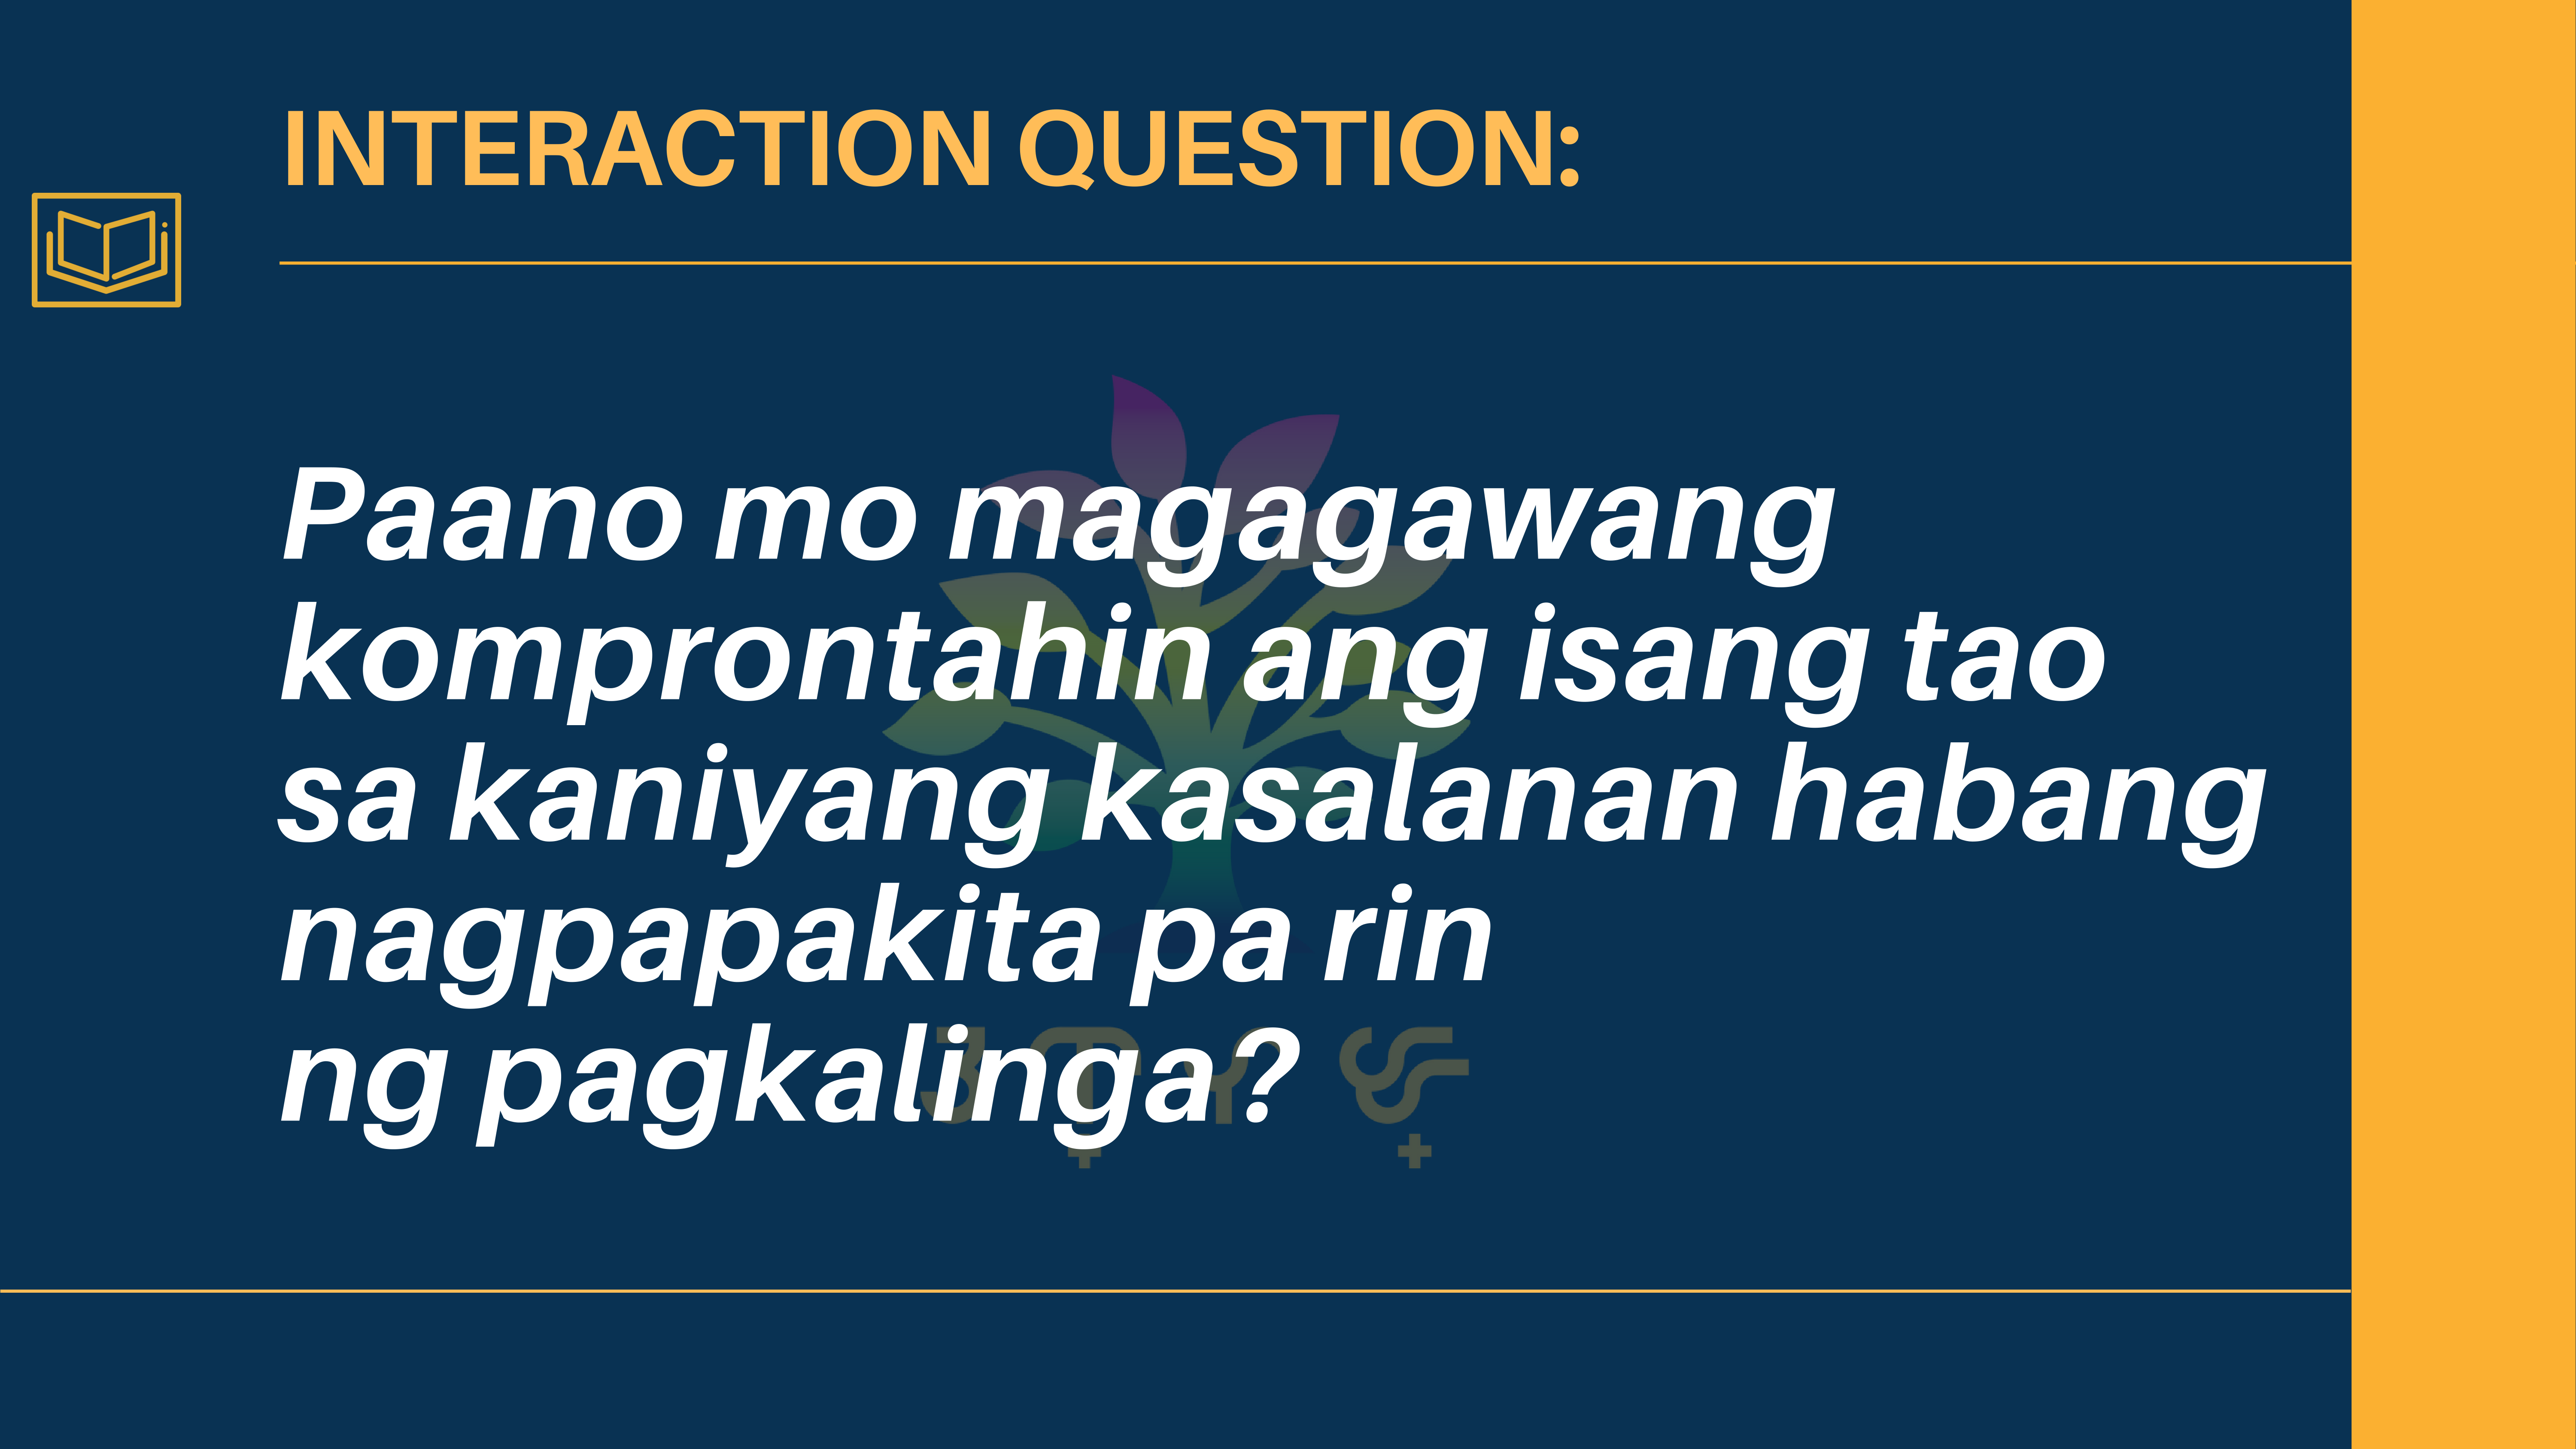 INTERACTION QUESTION:
Paano mo magagawang
komprontahin ang isang tao
sa kaniyang kasalanan habang
nagpapakita pa rin
ng pagkalinga?